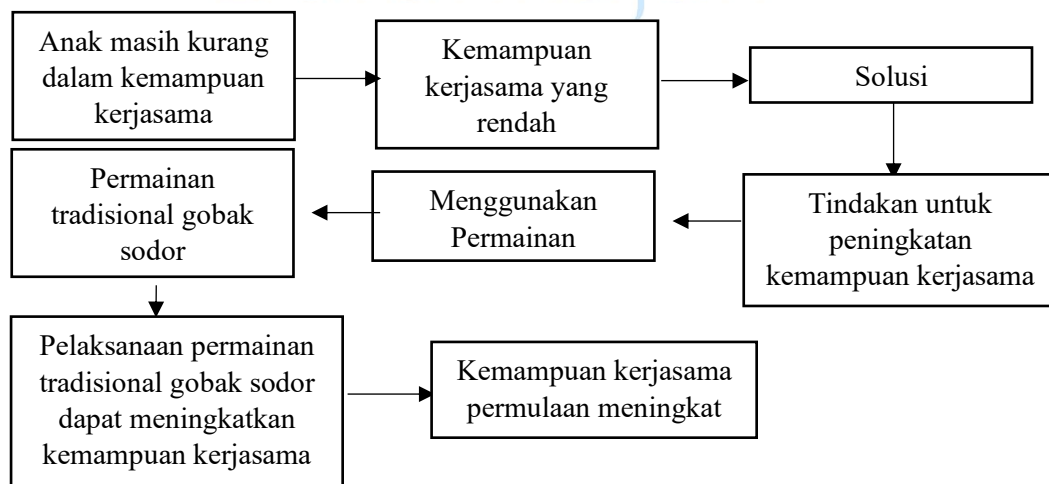 Anak masih kurang
dalam kemampuan
kerjasama
Kemampuan
kerjasama yang
rendah
Solusi
Tindakan untuk
peningkatan
kemampuan kerjasama
Menggunakan
Permainan
Permainan
tradisional gobak
sodor
Pelaksanaan permainan
tradisional gobak sodor
dapat meningkatkan
kemampuan kerjasama
Kemampuan kerjasama
permulaan meningkat